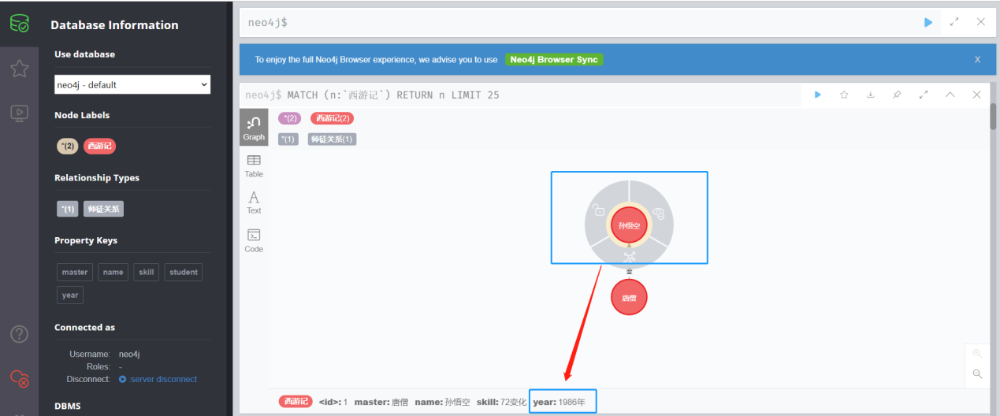 Database Information
Use database
neo4j - default
Node Labels
*(2) 西游记
Relationship Types
*(1) 师徒关系
Property Keys
master name skill student
year
Connected as
Username: neo4j
Roles: -
Disconnect: server disconnect
DBMS
neo4j$
To enjoy the full Neo4j Browser experience, we advise you to use Neo4j Browser Sync X
neo4j$ MATCH (n:`西游记`) RETURN n LIMIT 25
Graph
Table
Text
Code
*(2) 西游记(2)
*(1) 师徒关系(1)
孙悟空
唐僧
西游记 <id>: 1 master: 唐僧 name: 孙悟空 skill: 72变化 year: 1986年